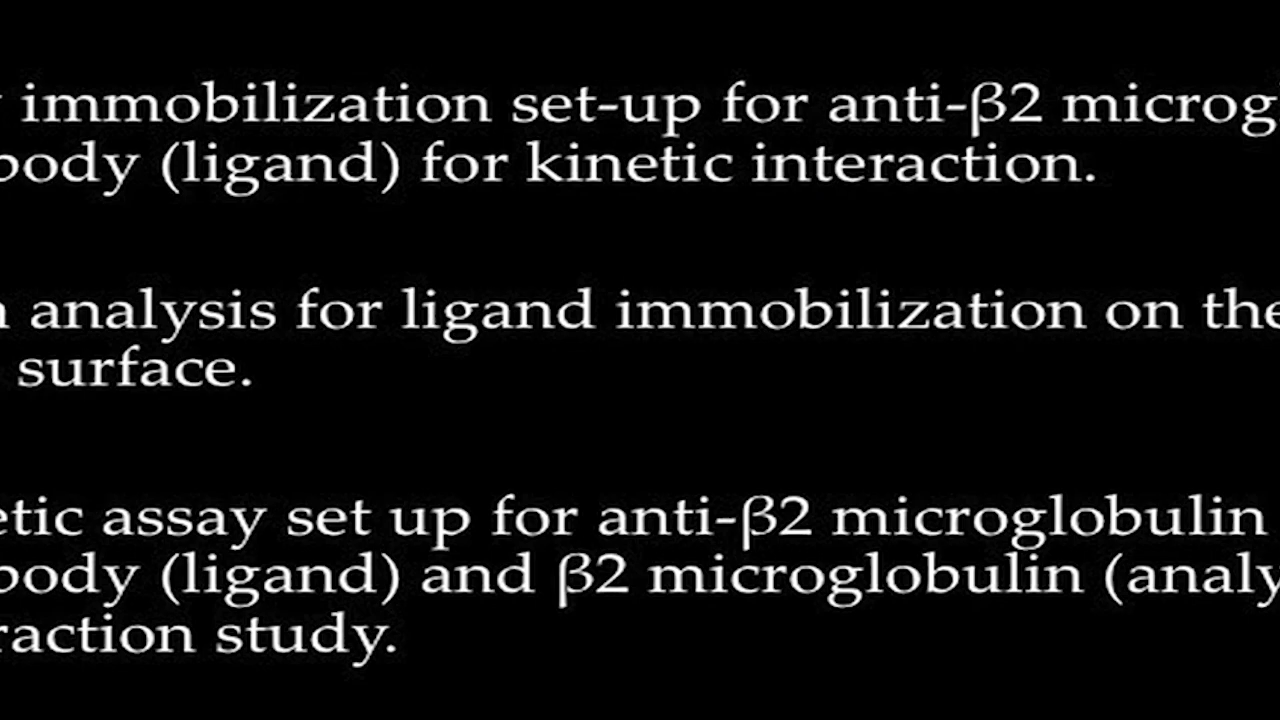 immobilization set-up for anti-β2 microg
body (ligand) for kinetic interaction.
analysis for ligand immobilization on the
surface.
etic assay set up for anti-β2 microglobulin
body (ligand) and β2 microglobulin (analy
raction study.